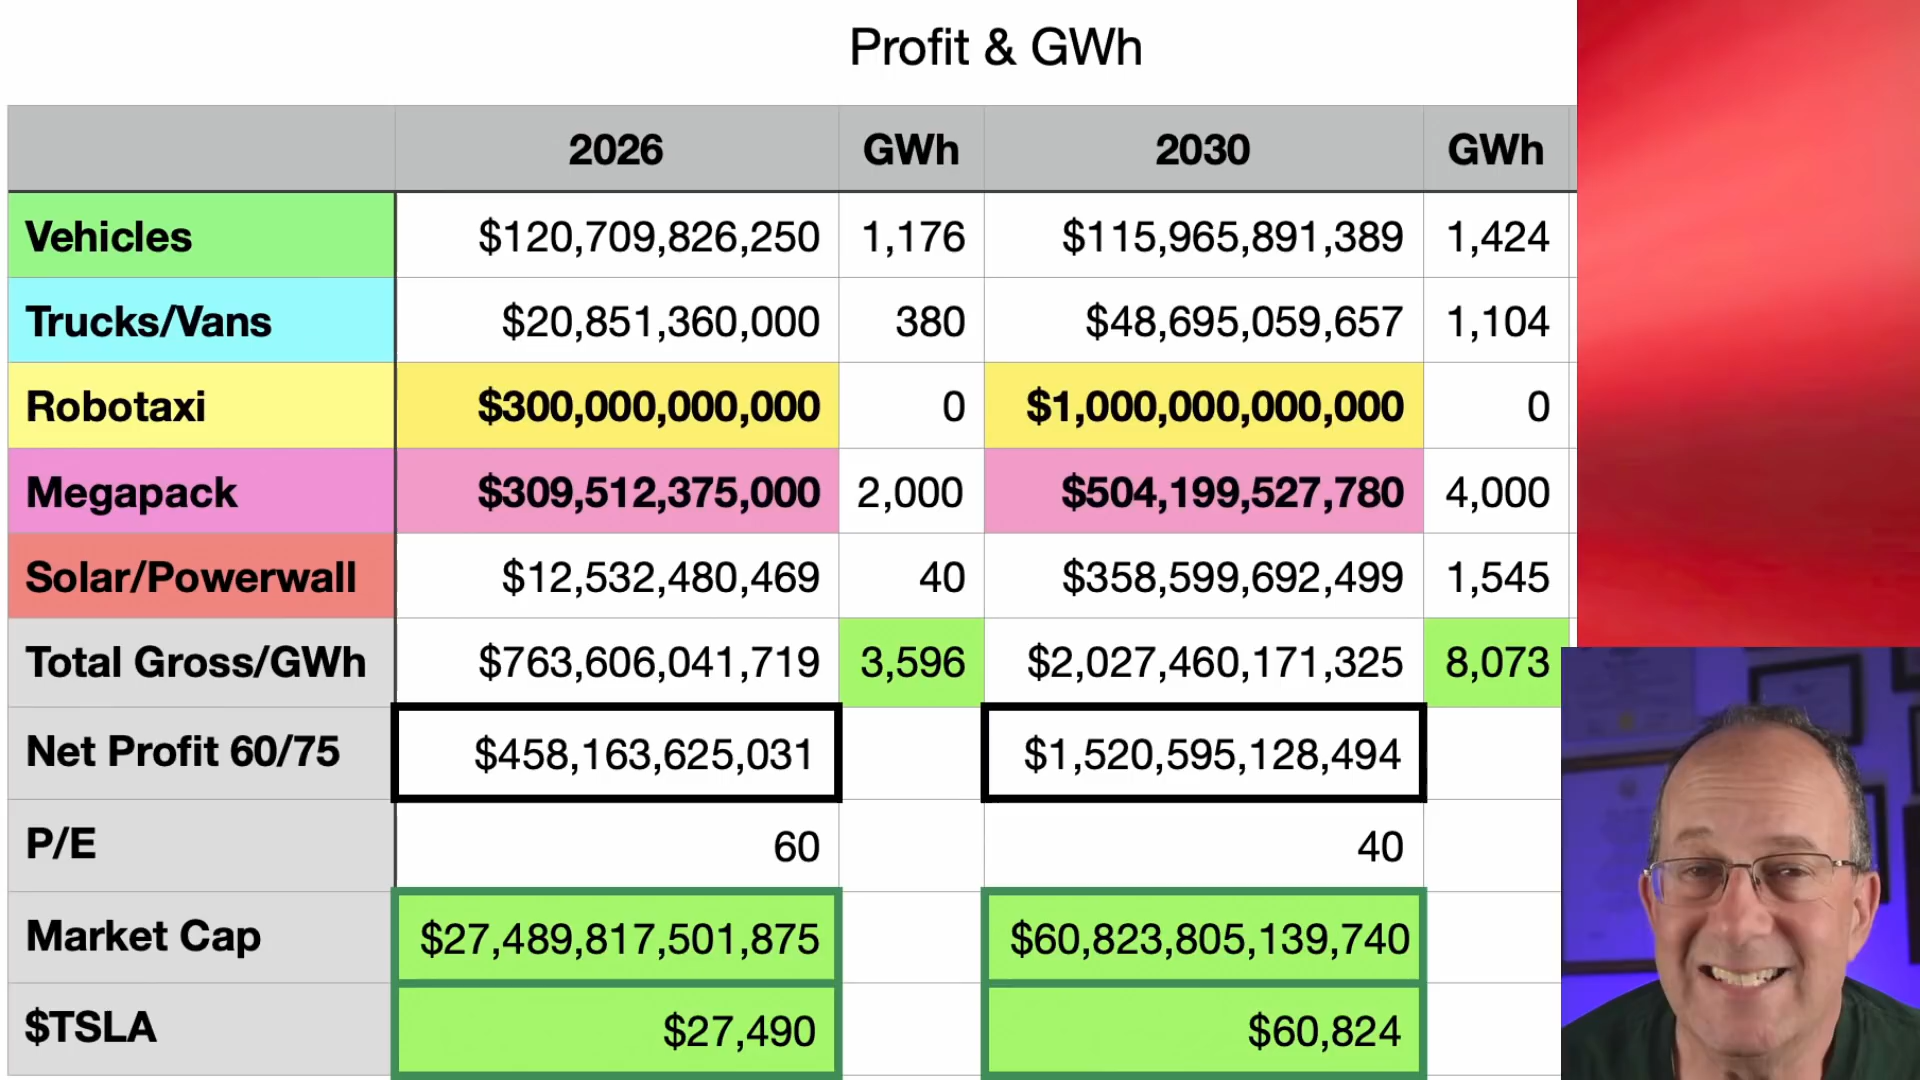 Profit & GWh
2026 GWh 2030 GWh
Vehicles $120,709,826,250 1,176 $115,965,891,389 1,424
Trucks/Vans $20,851,360,000 380 $48,695,059,657 1,104
Robotaxi $300,000,000,000 0 $1,000,000,000,000 0
Megapack $309,512,375,000 2,000 $504,199,527,780 4,000
Solar/Powerwall $12,532,480,469 40 $358,599,692,499 1,545
Total Gross/GWh $763,606,041,719 3,596 $2,027,460,171,325 8,073
Net Profit 60/75 $458,163,625,031 $1,520,595,128,494
P/E 60 40
Market Cap $27,489,817,501,875 $60,823,805,139,740
$TSLA $27,490 $60,824